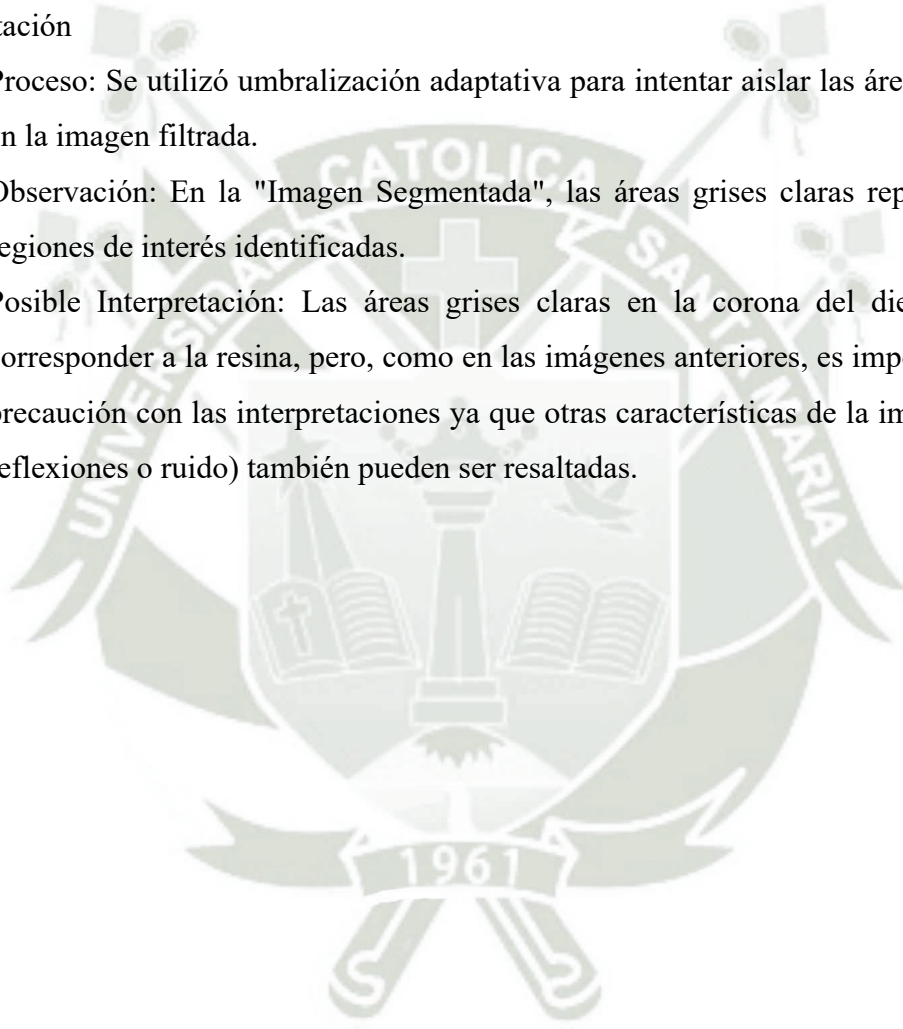 tación
Proceso: Se utilizó umbralización adaptativa para intentar aislar las áre
n la imagen filtrada.
Observación: En la "Imagen Segmentada", las áreas grises claras rep
egiones de interés identificadas.
Posible Interpretación: Las áreas grises claras en la corona del die
orresponder a la resina, pero, como en las imágenes anteriores, es impo
precaución con las interpretaciones ya que otras características de la im
eflexiones o ruido) también pueden ser resaltadas.
UNIVERSIDAD CATOLICA SANTA MARIA
1961